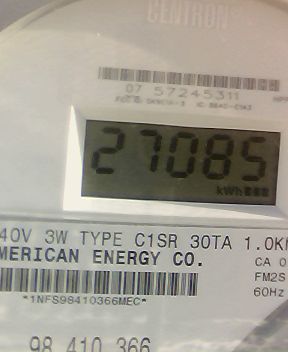 CENTRON
07 57245311
27085
kWh
40V 3W TYPE C1SR 30TA 1.0K
MERICAN ENERGY CO.
CA 0
FM2S
60Hz
*1NFS98410366MEC*
98 410 366